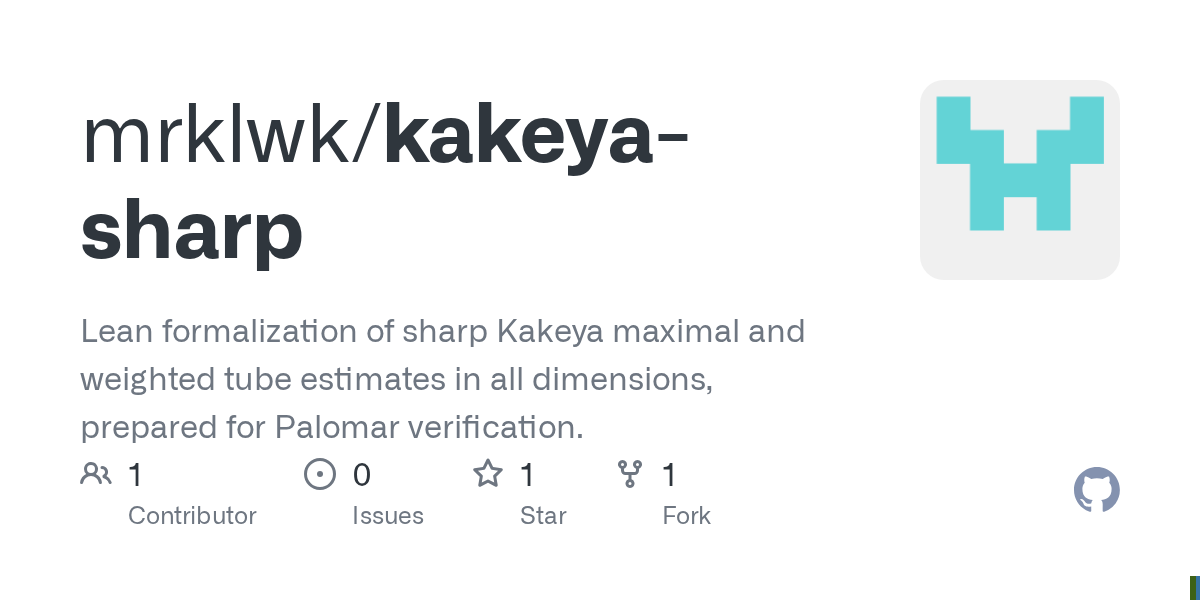 mrklwk/kakeya-
sharp
Lean formalization of sharp Kakeya maximal and
weighted tube estimates in all dimensions,
prepared for Palomar verification.
1 0 1 1
Contributor Issues Star Fork